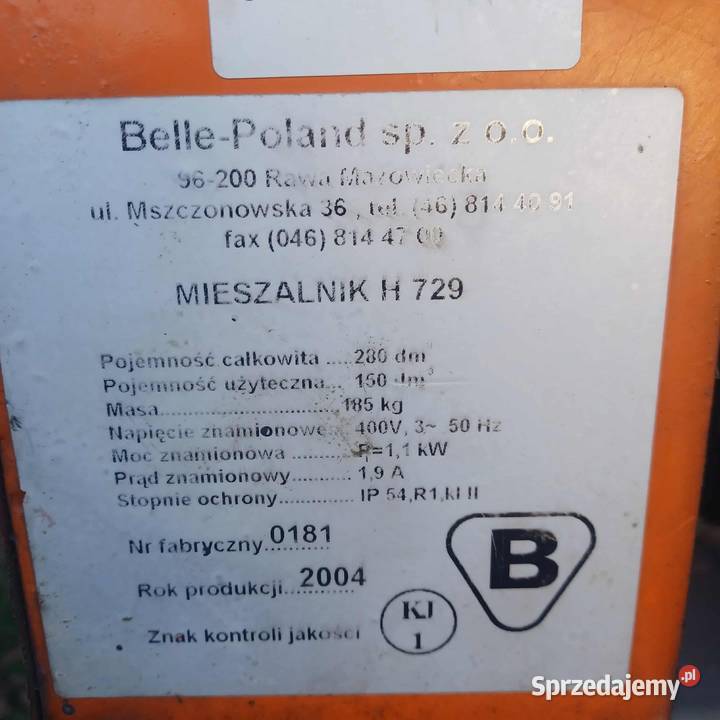 Belle-Poland sp. z o.o.
96-200 Rawa Mazowiecka
ul. Mszczonowska 36, tel. (46) 814 40 91
fax (046) 814 47 00
MIESZALNIK H 729
Pojemność całkowita .....280 dm³
Pojemność użyteczna... 150 dm³
Masa..............................185 kg
Napięcie znamionowe... 400V, 3~ 50 Hz
Moc znamionowa ....... P=1,1 kW
Prąd znamionowy .......... 1,9 A
Stopnie ochrony............. IP 54,R1,kl II
Nr fabryczny....0181
Rok produkcji...2004
B
Znak kontroli jakości
KJ
1
Sprzedajemy.pl